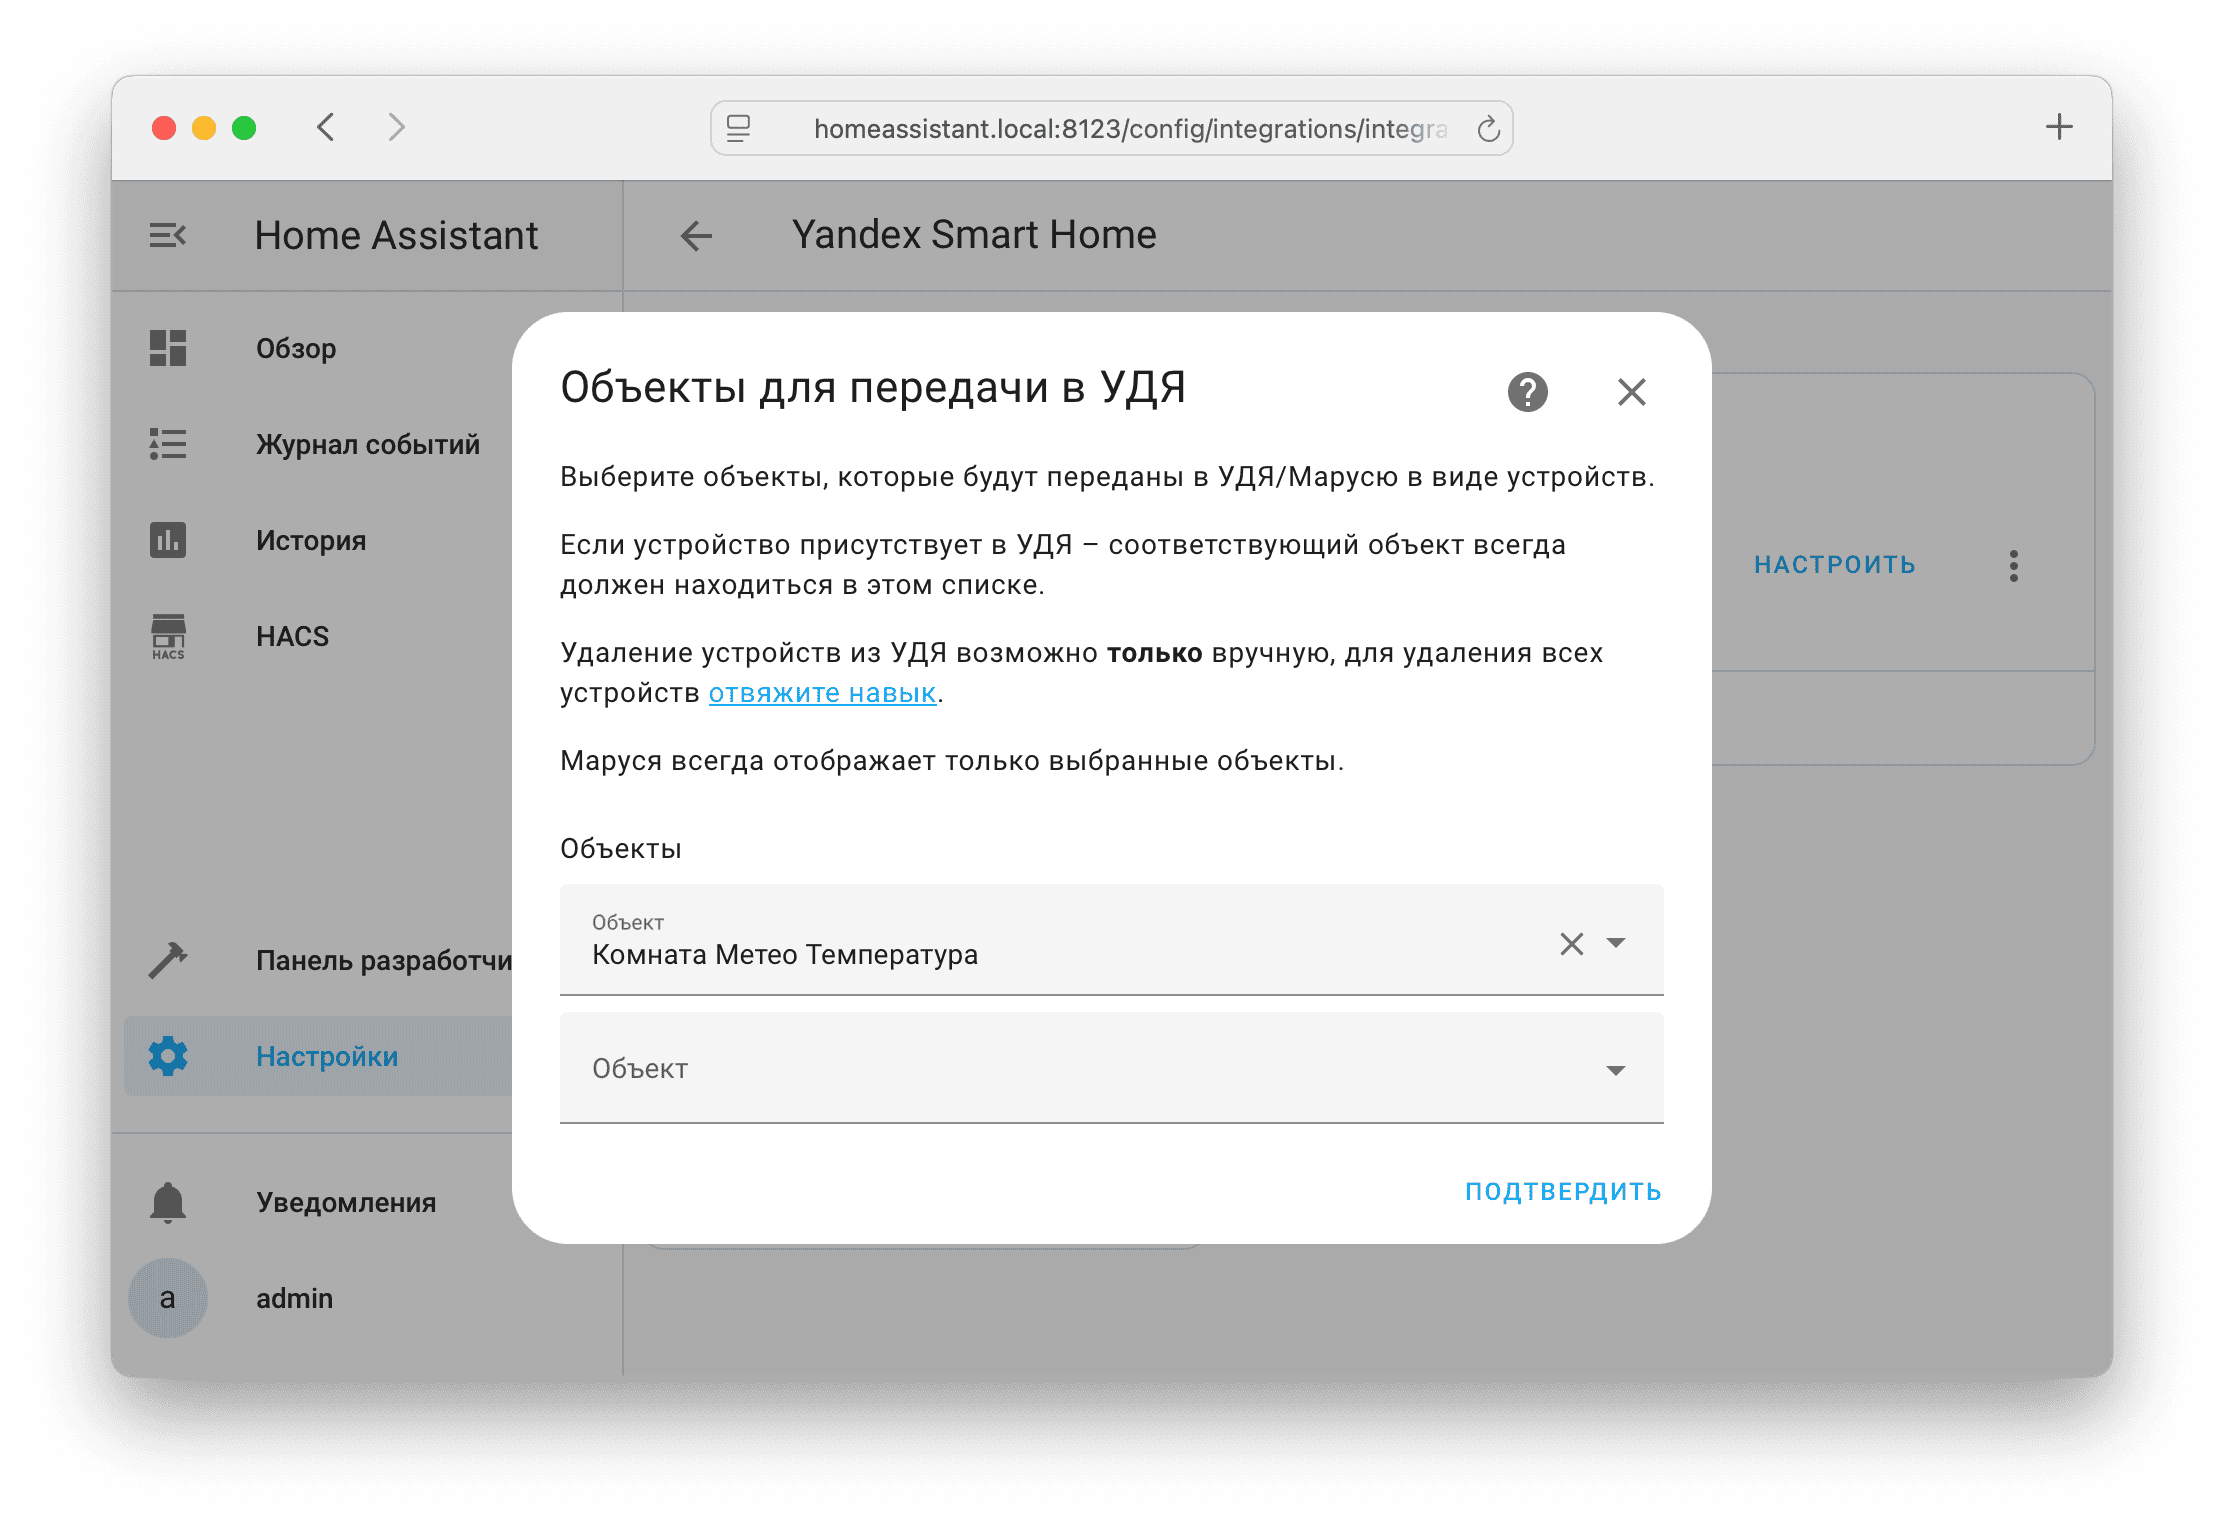 homeassistant.local:8123/config/integrations/integra
Home Assistant
Yandex Smart Home
Обзор
Журнал событий
История
HACS
HACS
Панель разработчи
Настройки
Уведомления
a
admin
НАСТРОИТЬ
Объекты для передачи в УДЯ
Выберите объекты, которые будут переданы в УДЯ/Марусю в виде устройств.
Если устройство присутствует в УДЯ – соответствующий объект всегда
должен находиться в этом списке.
Удаление устройств из УДЯ возможно только вручную, для удаления всех
устройств отвяжите навык.
Маруся всегда отображает только выбранные объекты.
Объекты
Объект
Комната Метео Температура
Объект
ПОДТВЕРДИТЬ